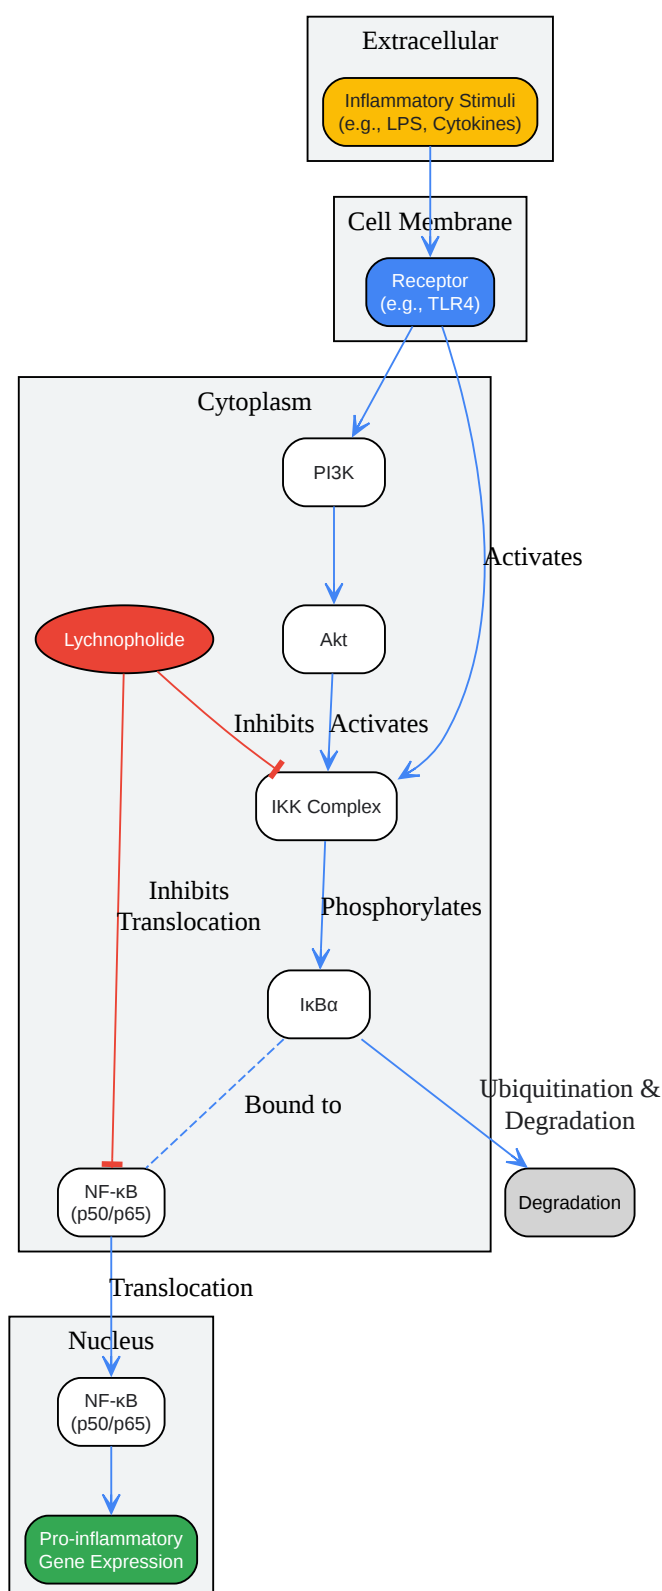 Extracellular
Inflammatory Stimuli
(e.g., LPS, Cytokines)
Cell Membrane
Receptor
(e.g., TLR4)
Cytoplasm
PI3K
Activates
Lychnopholide
Akt
Inhibits
Activates
IKK Complex
Inhibits
Translocation
Phosphorylates
IκBα
Bound to
Ubiquitination &
Degradation
NF-κB
(p50/p65)
Degradation
Translocation
Nucleus
NF-κB
(p50/p65)
Pro-inflammatory
Gene Expression